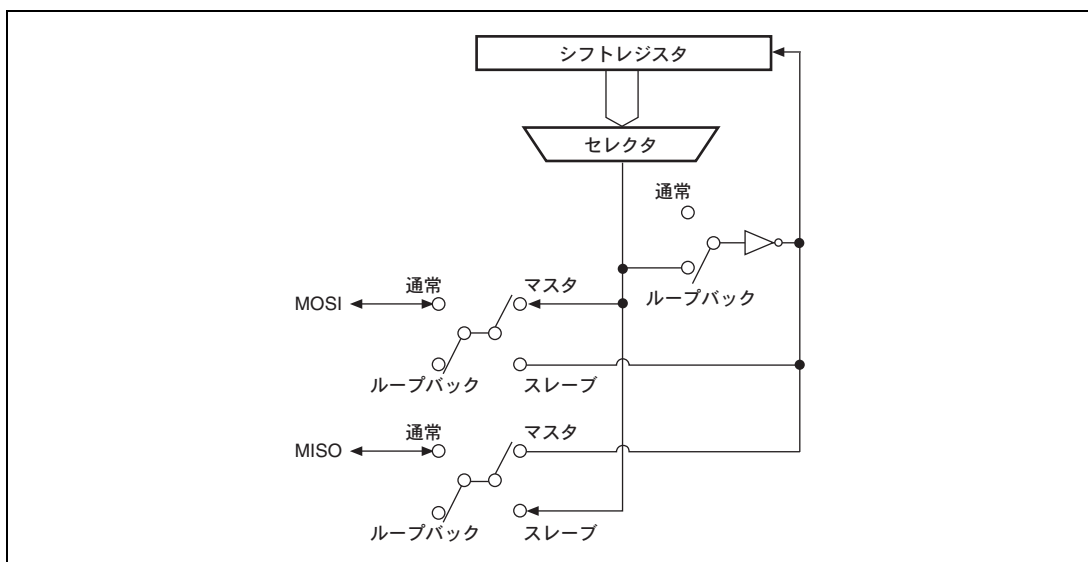 シフトレジスタ
セレクタ
通常
ループバック
MOSI
通常
マスタ
ループバック
スレーブ
MISO
通常
マスタ
ループバック
スレーブ